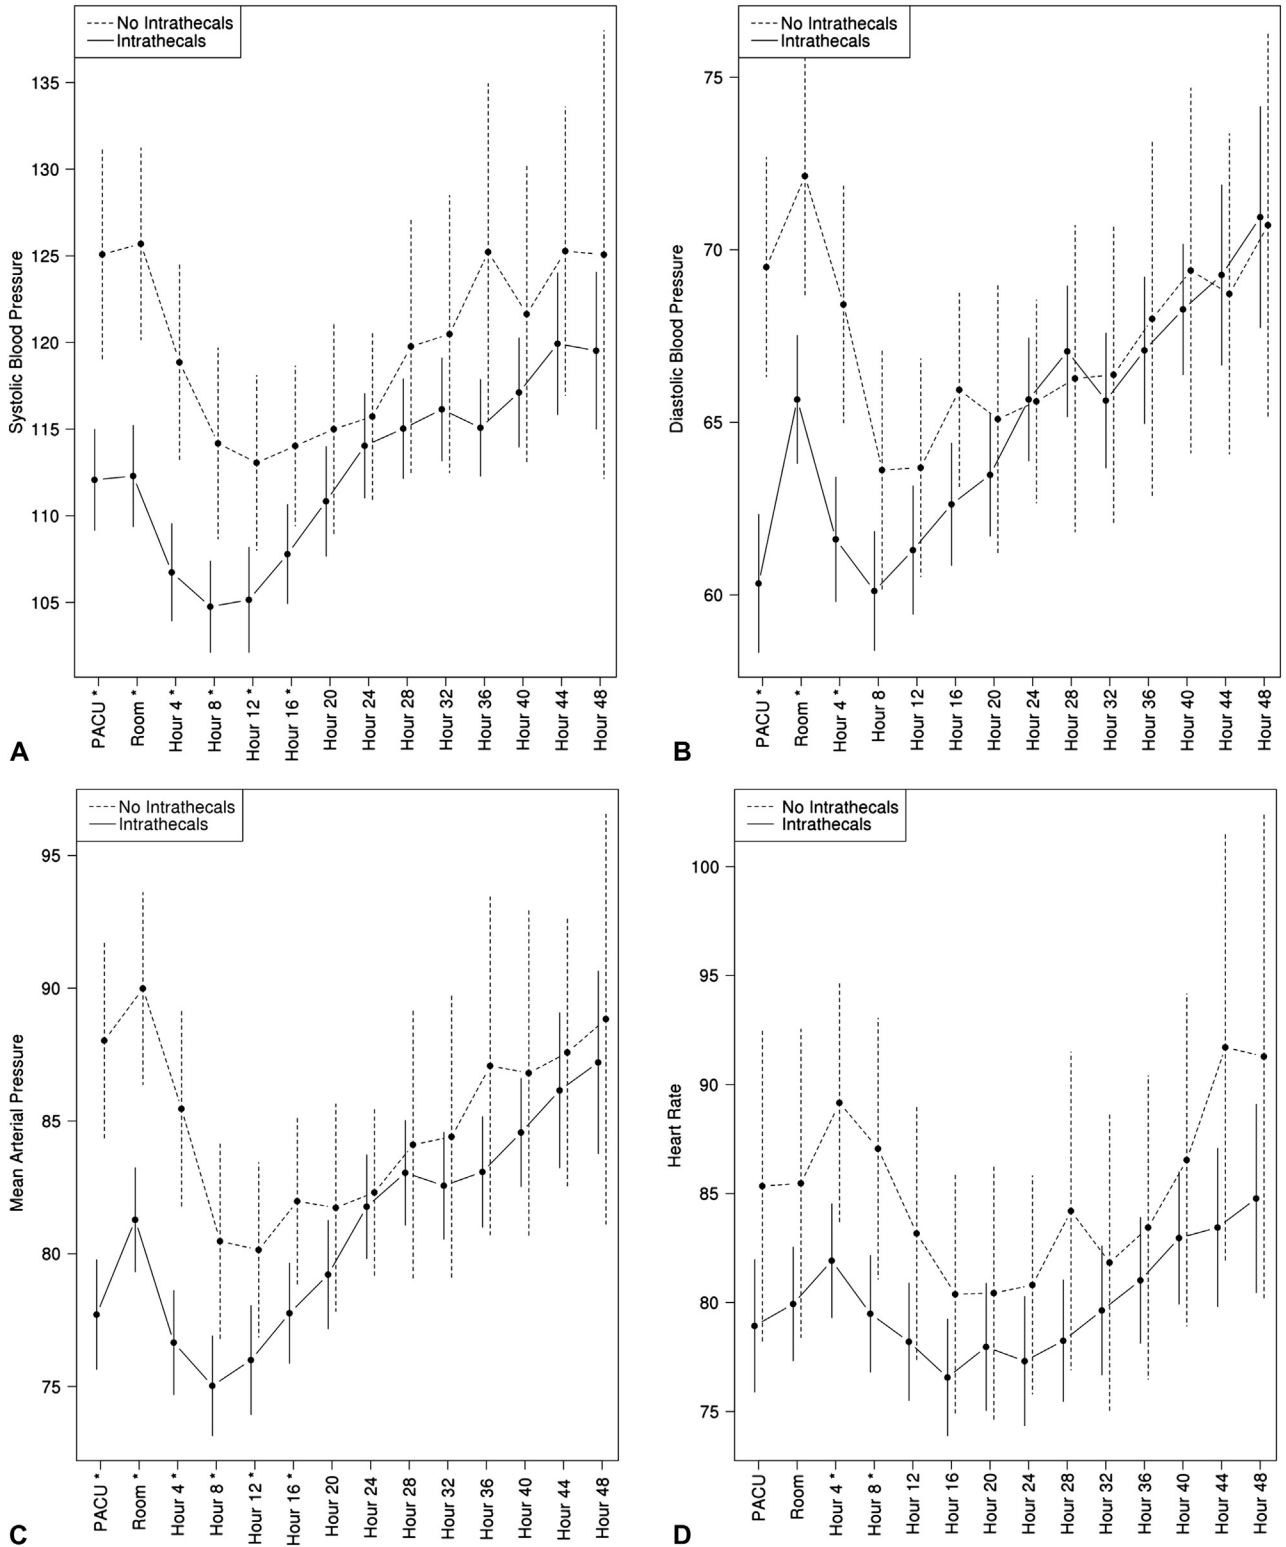 No Intrathecals
Intrathecals
135
130
125
120
115
110
105
Systolic Blood Pressure
PACU *
Room *
Hour 4 *
Hour 8 *
Hour 12 *
Hour 16 *
Hour 20
Hour 24
Hour 28
Hour 32
Hour 36
Hour 40
Hour 44
Hour 48
A
No Intrathecals
Intrathecals
75
70
65
60
Diastolic Blood Pressure
PACU *
Room *
Hour 4 *
Hour 8
Hour 12
Hour 16
Hour 20
Hour 24
Hour 28
Hour 32
Hour 36
Hour 40
Hour 44
Hour 48
B
No Intrathecals
Intrathecals
95
90
85
80
75
Mean Arterial Pressure
PACU *
Room *
Hour 4 *
Hour 8 *
Hour 12 *
Hour 16 *
Hour 20
Hour 24
Hour 28
Hour 32
Hour 36
Hour 40
Hour 44
Hour 48
C
No Intrathecals
Intrathecals
100
95
90
85
80
75
Heart Rate
PACU
Room
Hour 4 *
Hour 8 *
Hour 12
Hour 16
Hour 20
Hour 24
Hour 28
Hour 32
Hour 36
Hour 40
Hour 44
Hour 48
D